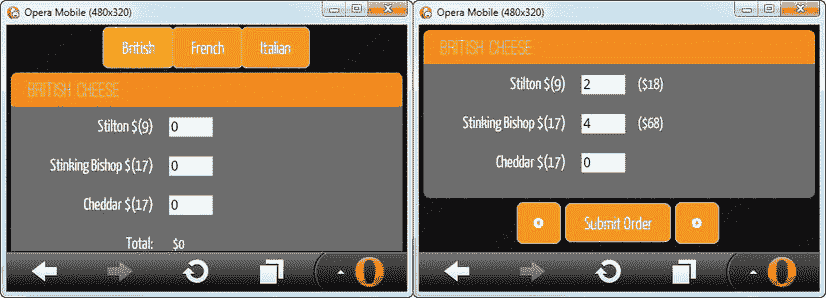 Opera Mobile (480x320)
British French Italian
BRITISH CHEESE
Stilton $(9) 0
Stinking Bishop $(17) 0
Cheddar $(17) 0
Total: $0
Opera Mobile (480x320)
BRITISH CHEESE
Stilton $(9) 2 ($18)
Stinking Bishop $(17) 4 ($68)
Cheddar $(17) 0
Submit Order